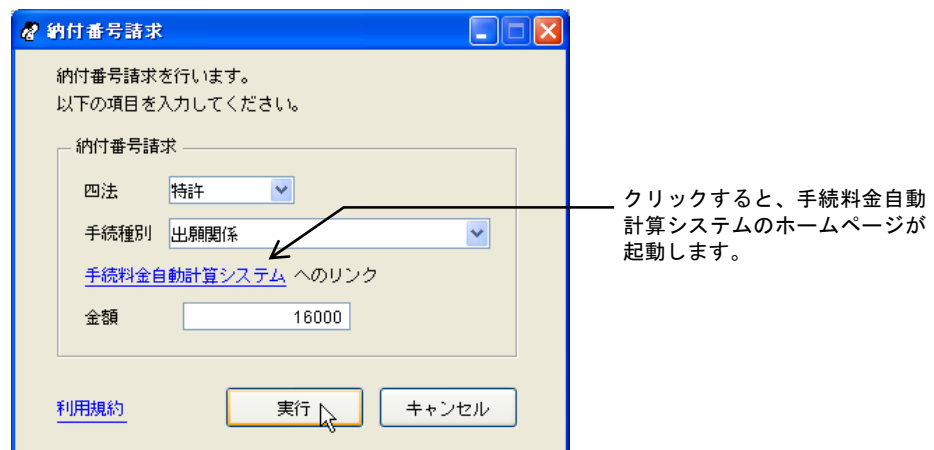 納付番号請求
納付番号請求を行います。
以下の項目を入力してください。
納付番号請求
四法 特許
手続種別 出願関係
手続料金自動計算システム へのリンク
金額 16000
利用規約 実行 キャンセル
クリックすると、手続料金自動
計算システムのホームページが
起動します。